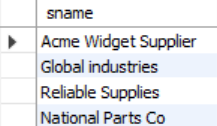 sname
Acme Widget Supplier
Global industries
Reliable Supplies
National Parts Co